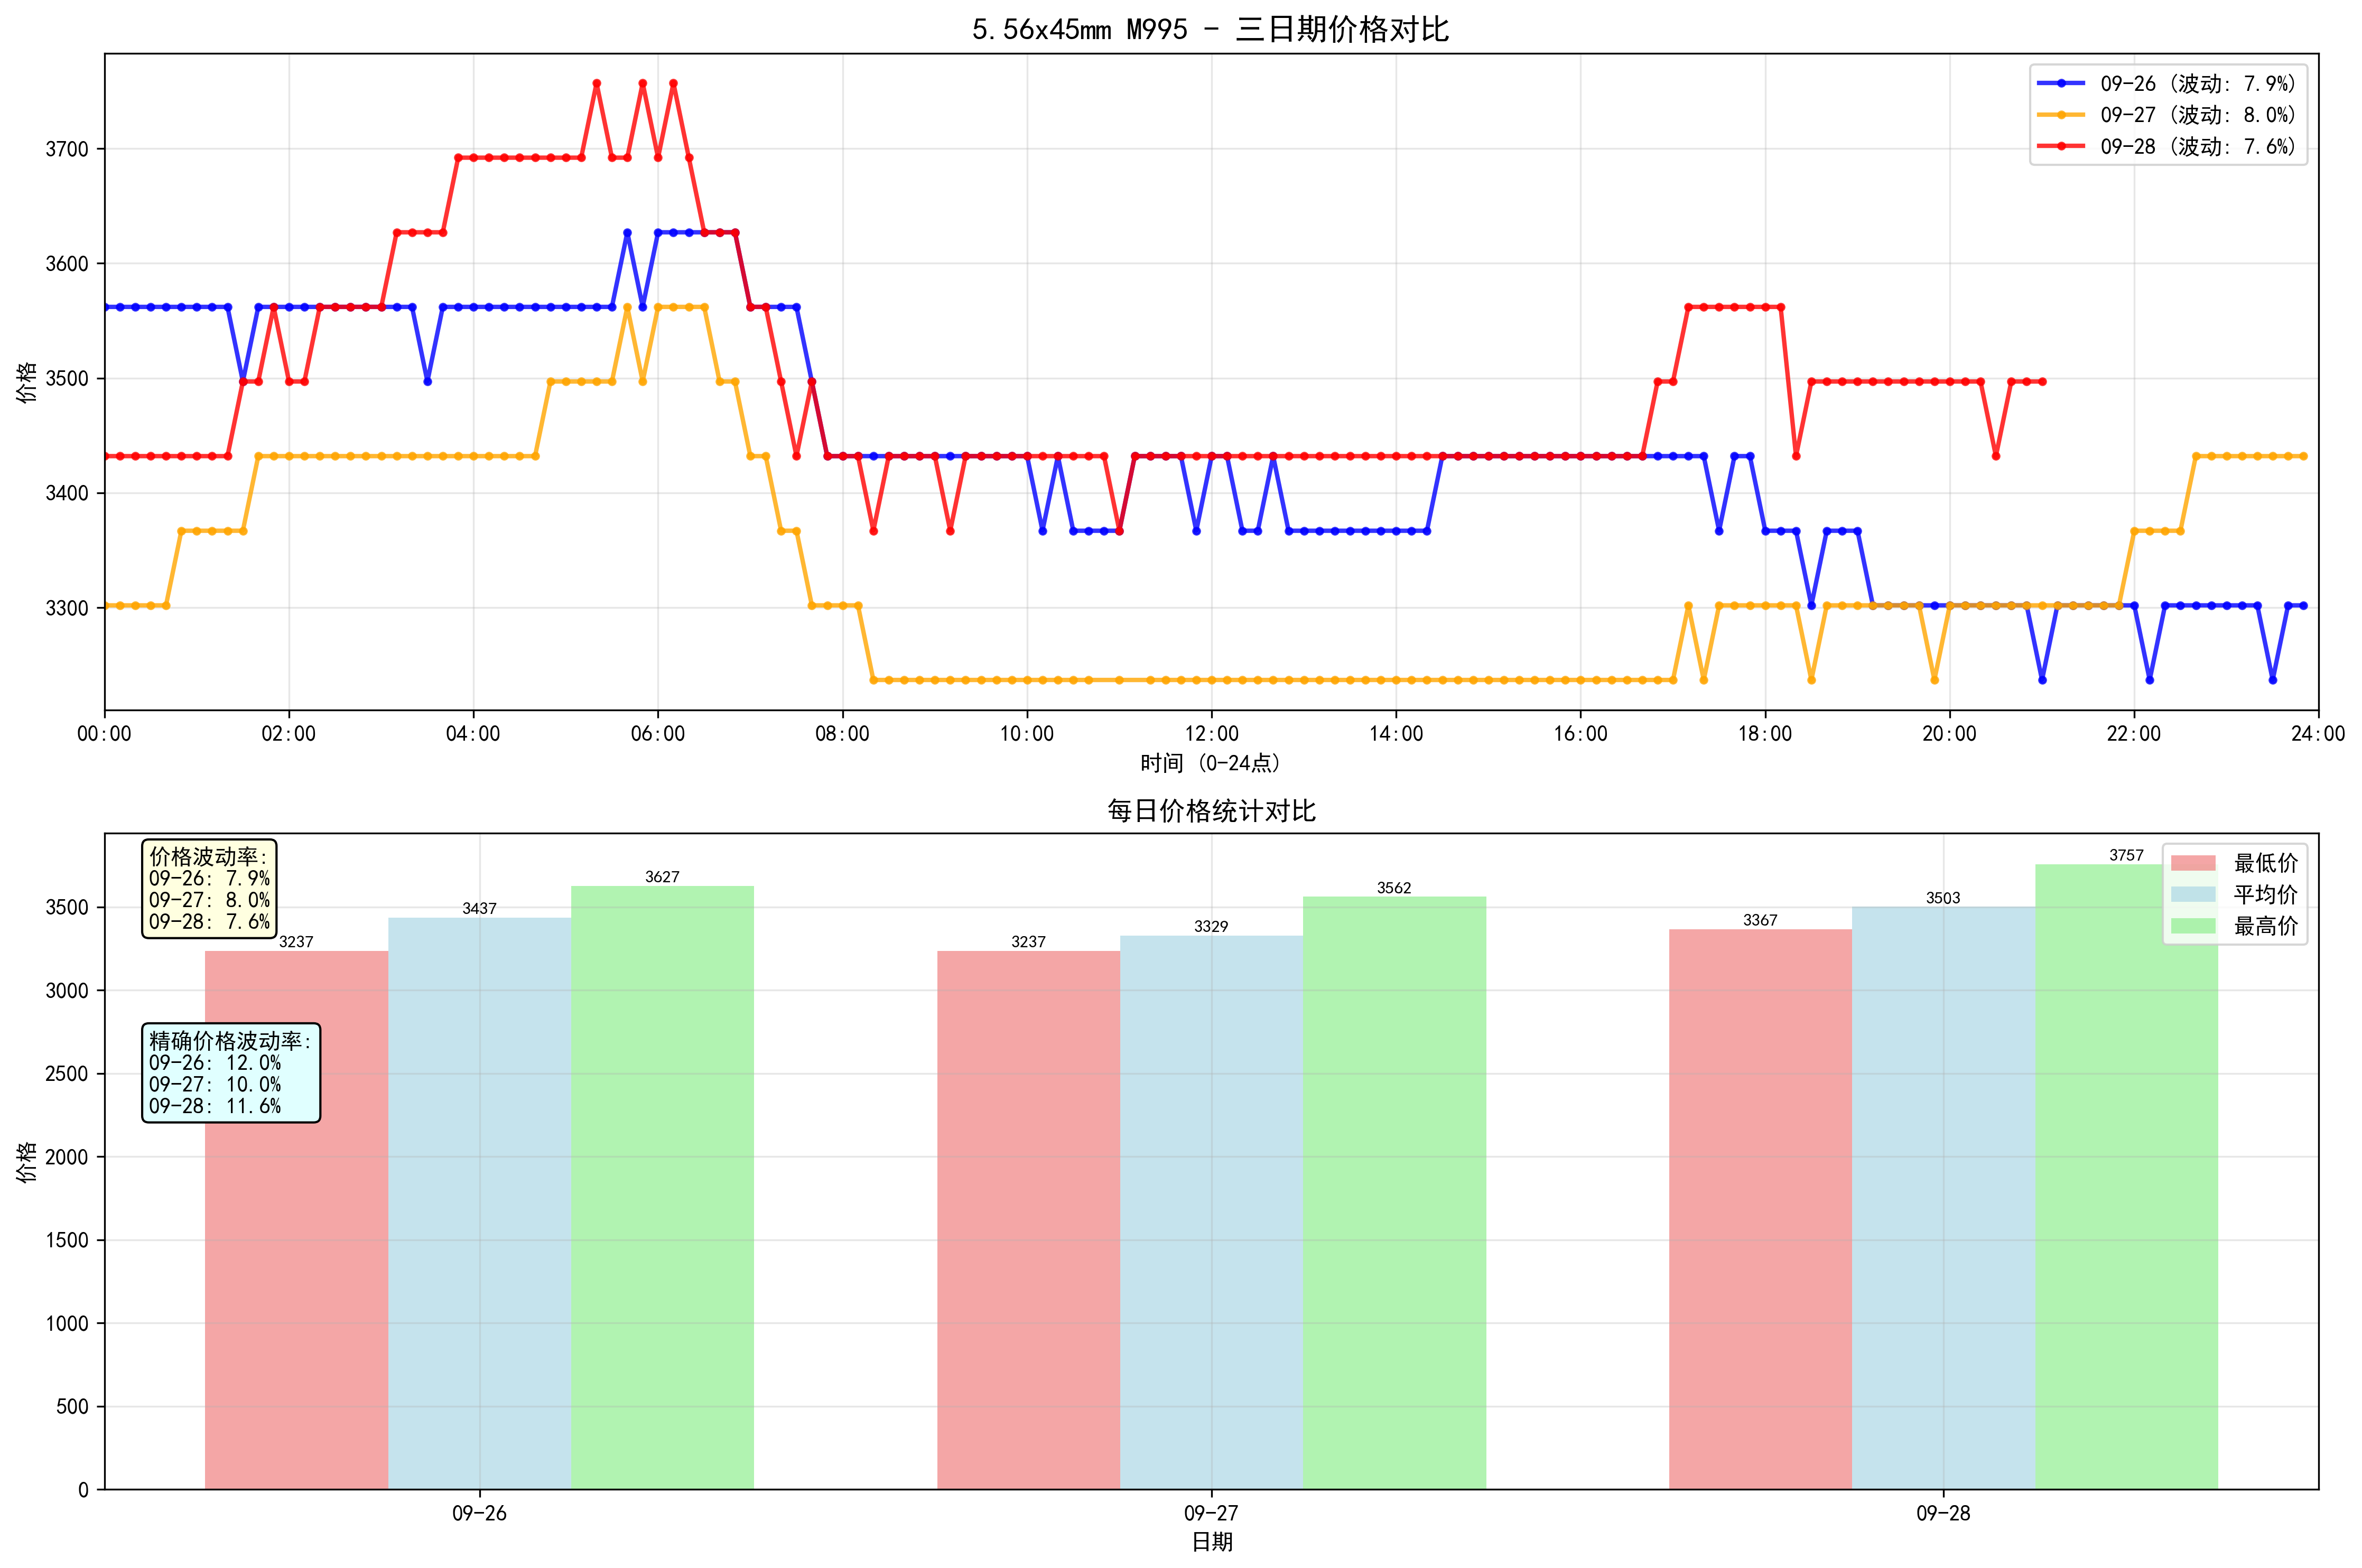 5.56x45mm M995 - 三日期价格对比
09-26 (波动: 7.9%)
09-27 (波动: 8.0%)
09-28 (波动: 7.6%)
3700
3600
3500
3400
3300
价格
00:00 02:00 04:00 06:00 08:00 10:00 12:00 14:00 16:00 18:00 20:00 22:00 24:00
时间 (0-24点)
每日价格统计对比
价格波动率:
09-26: 7.9%
09-27: 8.0%
09-28: 7.6%
精确价格波动率:
09-26: 12.0%
09-27: 10.0%
09-28: 11.6%
最低价
平均价
最高价
3237 3437 3627 3237 3329 3562 3367 3503 3757
3500
3000
2500
2000
1500
1000
500
0
价格
09-26 09-27 09-28
日期